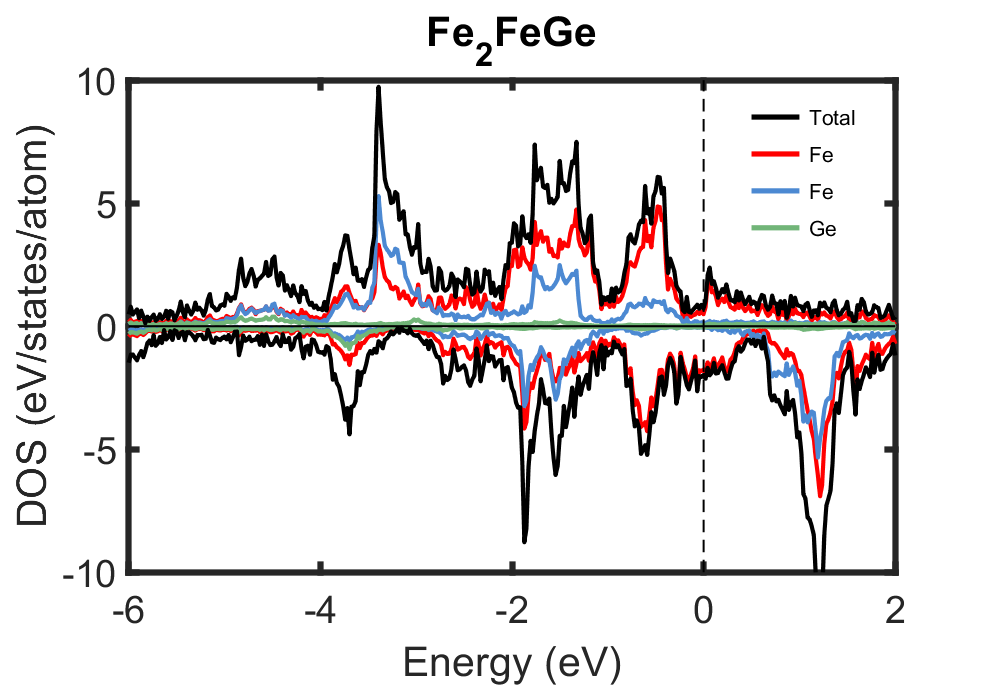 Fe2FeGe
DOS (eV/states/atom)
10
5
0
-5
-10
Total
Fe
Fe
Ge
-6 -4 -2 0 2
Energy (eV)